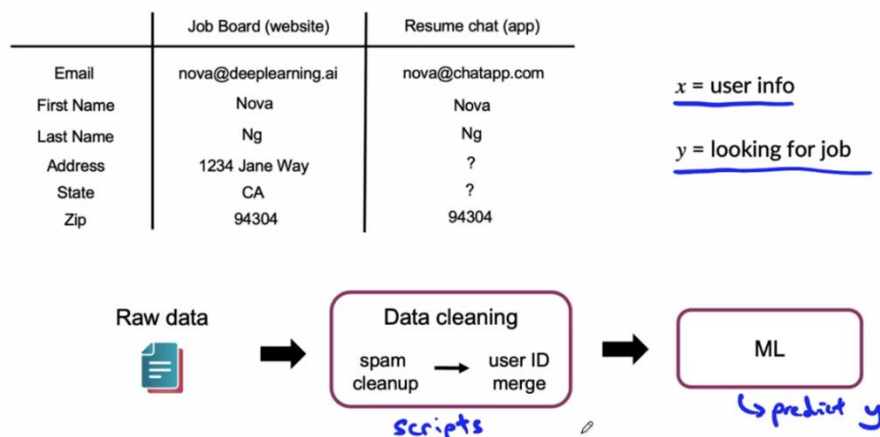 Job Board (website) Resume chat (app)
Email nova@deeplearning.ai nova@chatapp.com
First Name Nova Nova
Last Name Ng Ng
Address 1234 Jane Way ?
State CA ?
Zip 94304 94304
x = user info
y = looking for job
Raw data
Data cleaning
spam cleanup
user ID merge
scripts
ML
predict y